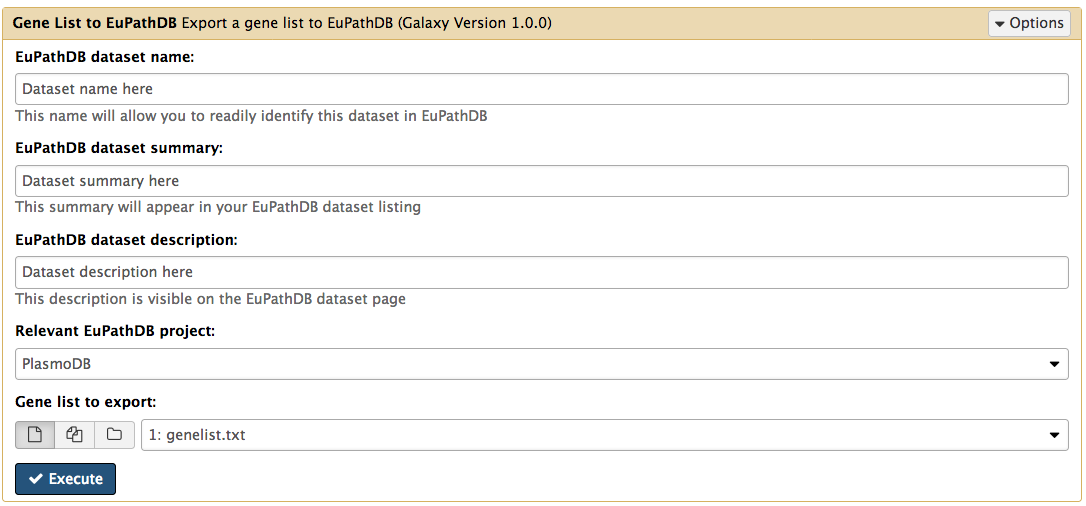 Gene List to EuPathDB Export a gene list to EuPathDB (Galaxy Version 1.0.0) Options
EuPathDB dataset name:
Dataset name here
This name will allow you to readily identify this dataset in EuPathDB
EuPathDB dataset summary:
Dataset summary here
This summary will appear in your EuPathDB dataset listing
EuPathDB dataset description:
Dataset description here
This description is visible on the EuPathDB dataset page
Relevant EuPathDB project:
PlasmoDB
Gene list to export:
1: genelist.txt
Execute